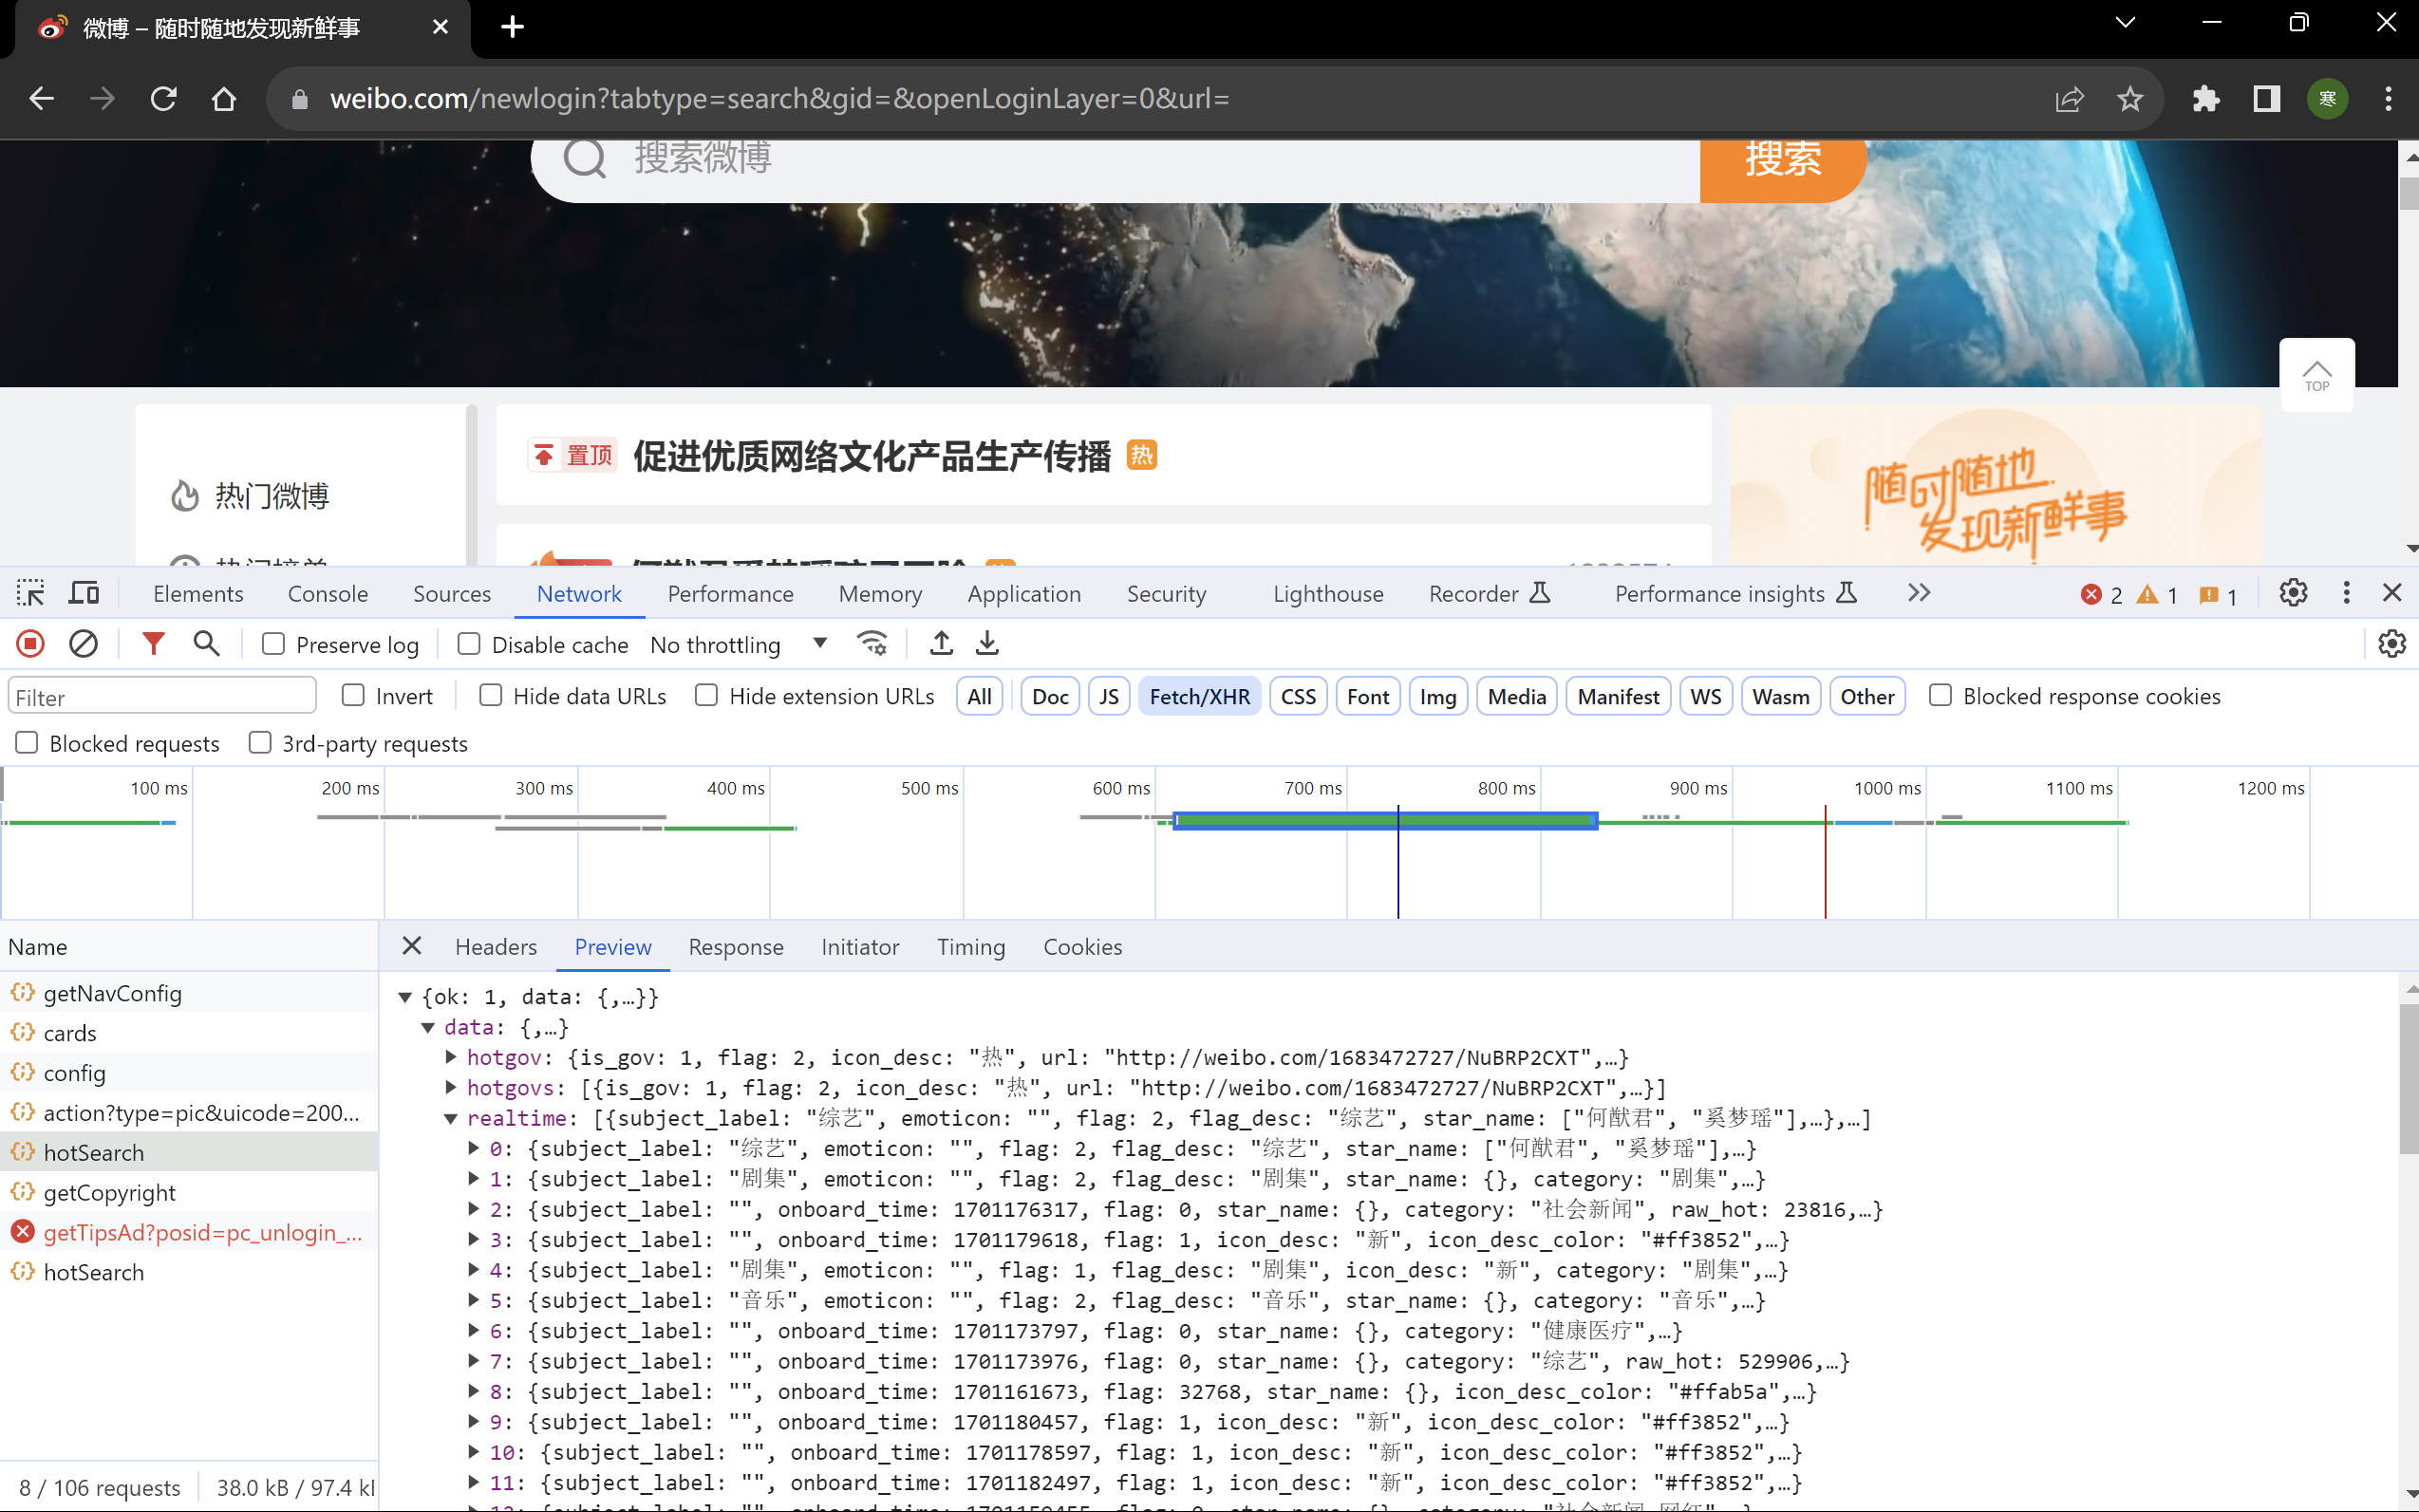 微博 – 随时随地发现新鲜事
weibo.com/newlogin?tabtype=search&gid=&openLoginLayer=0&url=
寒
搜索微博
搜索
TOP
置顶 促进优质网络文化产品生产传播 热
随时随地
发现新鲜事
热门微博
热门榜单
Elements Console Sources Network Performance Memory Application Security Lighthouse Recorder Performance insights 2 1 1
Preserve log Disable cache No throttling
Filter Invert Hide data URLs Hide extension URLs All Doc JS Fetch/XHR CSS Font Img Media Manifest WS Wasm Other Blocked response cookies
Blocked requests 3rd-party requests
100 ms 200 ms 300 ms 400 ms 500 ms 600 ms 700 ms 800 ms 900 ms 1000 ms 1100 ms 1200 ms
Name
getNavConfig
cards
config
action?type=pic&uicode=200...
hotSearch
getCopyright
getTipsAd?posid=pc_unlogin_...
hotSearch
8 / 106 requests 38.0 kB / 97.4
Headers Preview Response Initiator Timing Cookies
{ok: 1, data: {,…}}
data: {,…}
hotgov: {is_gov: 1, flag: 2, icon_desc: "热", url: "http://weibo.com/1683472727/NuBRP2CXT",…}
hotgovs: [{is_gov: 1, flag: 2, icon_desc: "热", url: "http://weibo.com/1683472727/NuBRP2CXT",…}]
realtime: [{subject_label: "综艺", emoticon: "", flag: 2, flag_desc: "综艺", star_name: ["何猷君", "奚梦瑶"],…},…]
0: {subject_label: "综艺", emoticon: "", flag: 2, flag_desc: "综艺", star_name: ["何猷君", "奚梦瑶"],…}
1: {subject_label: "剧集", emoticon: "", flag: 2, flag_desc: "剧集", star_name: {}, category: "剧集",…}
2: {subject_label: "", onboard_time: 1701176317, flag: 0, star_name: {}, category: "社会新闻", raw_hot: 23816,…}
3: {subject_label: "", onboard_time: 1701179618, flag: 1, icon_desc: "新", icon_desc_color: "#ff3852",…}
4: {subject_label: "剧集", emoticon: "", flag: 1, flag_desc: "剧集", icon_desc: "新", category: "剧集",…}
5: {subject_label: "音乐", emoticon: "", flag: 2, flag_desc: "音乐", star_name: {}, category: "音乐",…}
6: {subject_label: "", onboard_time: 1701173797, flag: 0, star_name: {}, category: "健康医疗",…}
7: {subject_label: "", onboard_time: 1701173976, flag: 0, star_name: {}, category: "综艺", raw_hot: 529906,…}
8: {subject_label: "", onboard_time: 1701161673, flag: 32768, star_name: {}, icon_desc_color: "#ffab5a",…}
9: {subject_label: "", onboard_time: 1701180457, flag: 1, icon_desc: "新", icon_desc_color: "#ff3852",…}
10: {subject_label: "", onboard_time: 1701178597, flag: 1, icon_desc: "新", icon_desc_color: "#ff3852",…}
11: {subject_label: "", onboard_time: 1701182497, flag: 1, icon_desc: "新", icon_desc_color: "#ff3852",…}